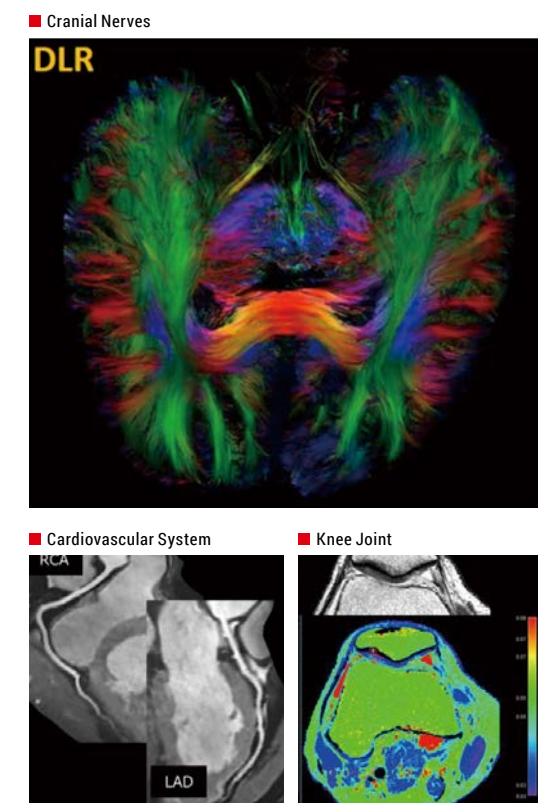 Cranial Nerves
DLR
Cardiovascular System
Knee Joint
RCA
LAD